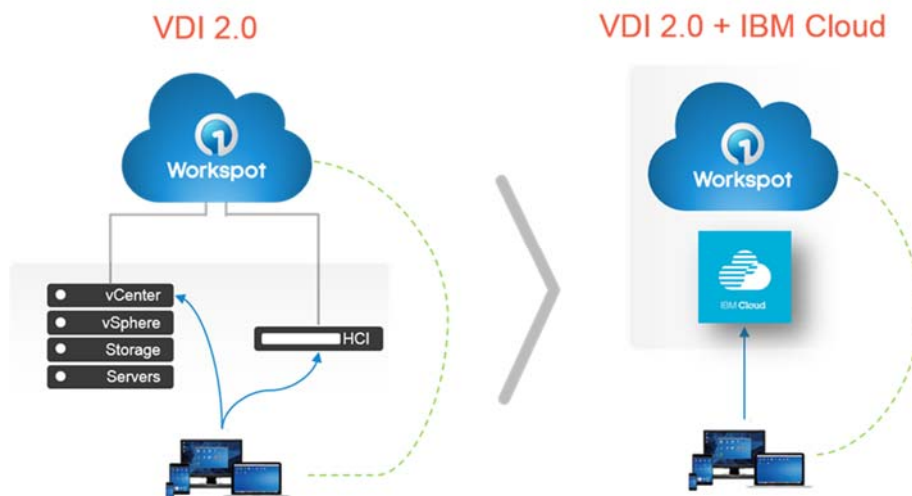 VDI 2.0
VDI 2.0 + IBM Cloud
Workspot
Workspot
vCenter
vSphere
Storage
Servers
HCI
IBM Cloud